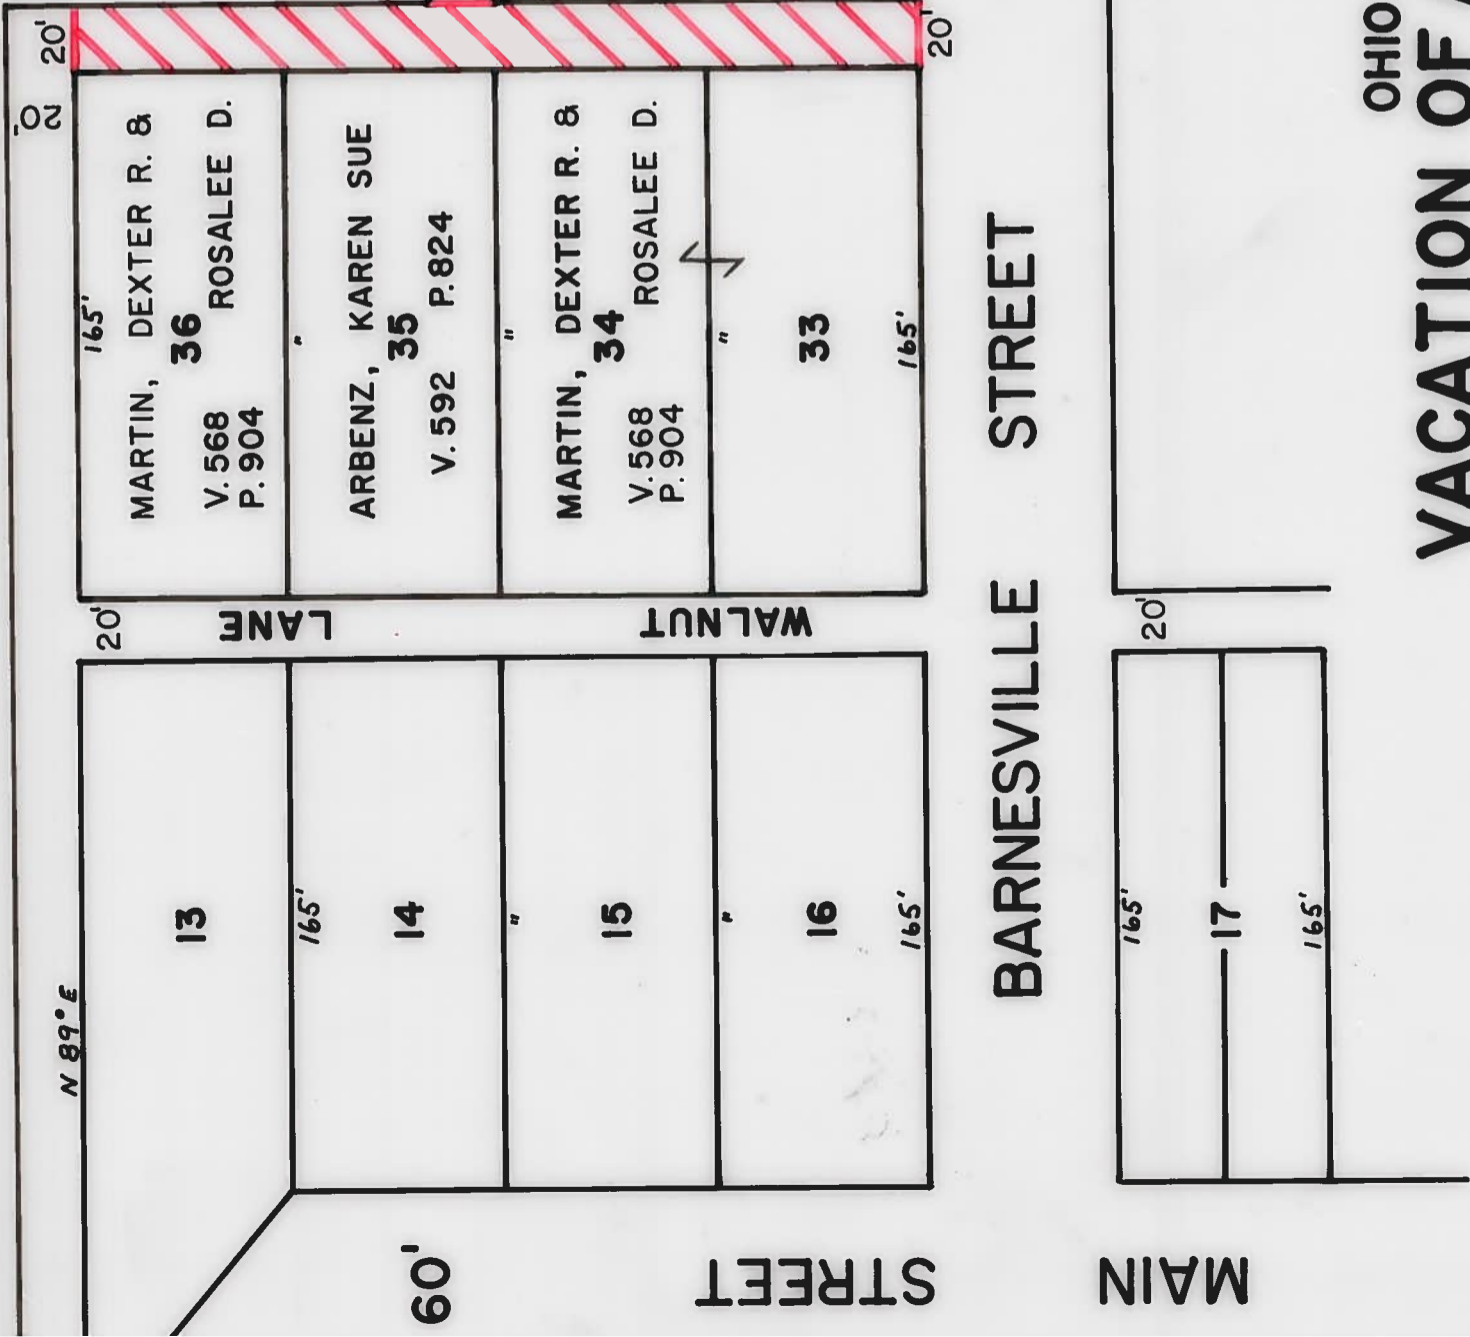 20'
20'
165'
MARTIN, DEXTER R. &
36
ROSALEE D.
V. 568
P. 904
"
ARBENZ, KAREN SUE
35
V. 592 P. 824
"
MARTIN, DEXTER R. &
34
ROSALEE D.
V. 568
P. 904
"
33
165'
20'
20'
WALNUT LANE
N 89° E
13
165'
14
"
15
"
16
165'
BARNESVILLE STREET
20'
165'
17
165'
60'
MAIN STREET
OHIO
VACATION OF